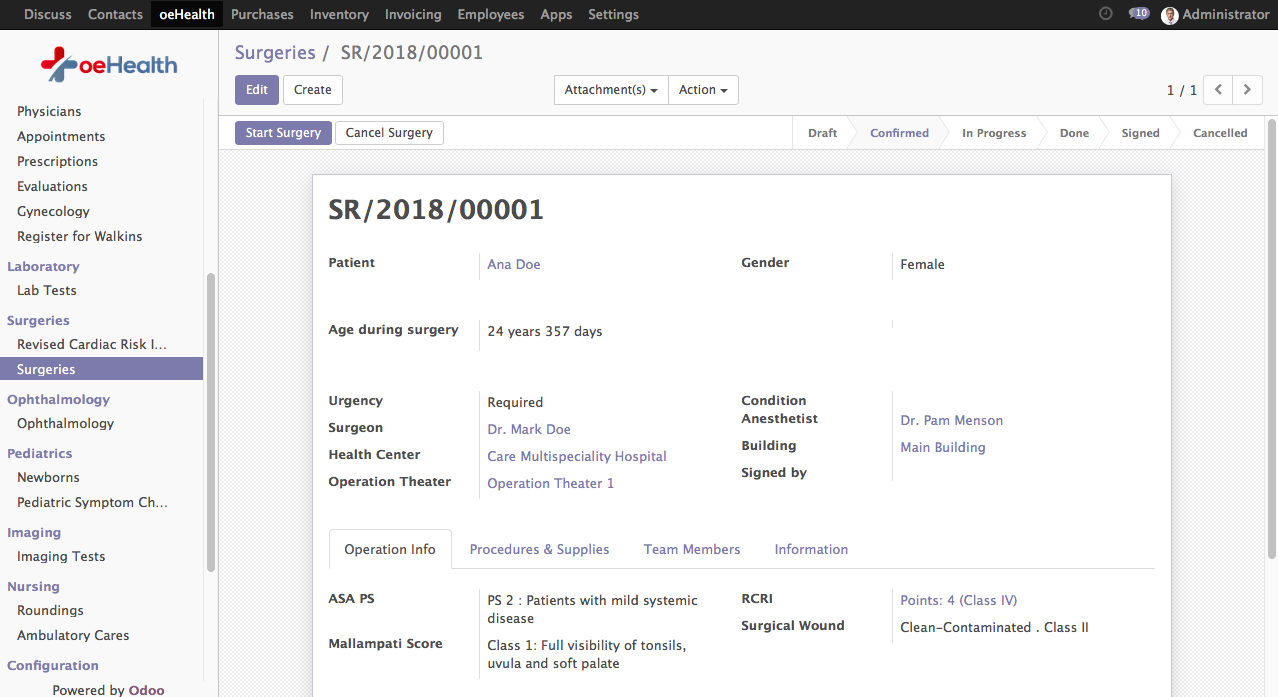 Discuss Contacts oeHealth Purchases Inventory Invoicing Employees Apps Settings 10 Administrator
oeHealth
Physicians
Appointments
Prescriptions
Evaluations
Gynecology
Register for Walkins
Laboratory
Lab Tests
Surgeries
Revised Cardiac Risk I...
Surgeries
Ophthalmology
Ophthalmology
Pediatrics
Newborns
Pediatric Symptom Ch...
Imaging
Imaging Tests
Nursing
Roundings
Ambulatory Cares
Configuration
Powered by Odoo
Surgeries / SR/2018/00001
Edit Create Attachment(s) Action 1 / 1
Start Surgery Cancel Surgery Draft Confirmed In Progress Done Signed Cancelled
SR/2018/00001
Patient Ana Doe Gender Female
Age during surgery 24 years 357 days
Urgency Required Condition
Surgeon Dr. Mark Doe Anesthetist Dr. Pam Menson
Health Center Care Multispeciality Hospital Building Main Building
Operation Theater Operation Theater 1 Signed by
Operation Info Procedures & Supplies Team Members Information
ASA PS PS 2 : Patients with mild systemic RCRI Points: 4 (Class IV)
disease Surgical Wound Clean-Contaminated . Class II
Mallampati Score Class 1: Full visibility of tonsils,
uvula and soft palate